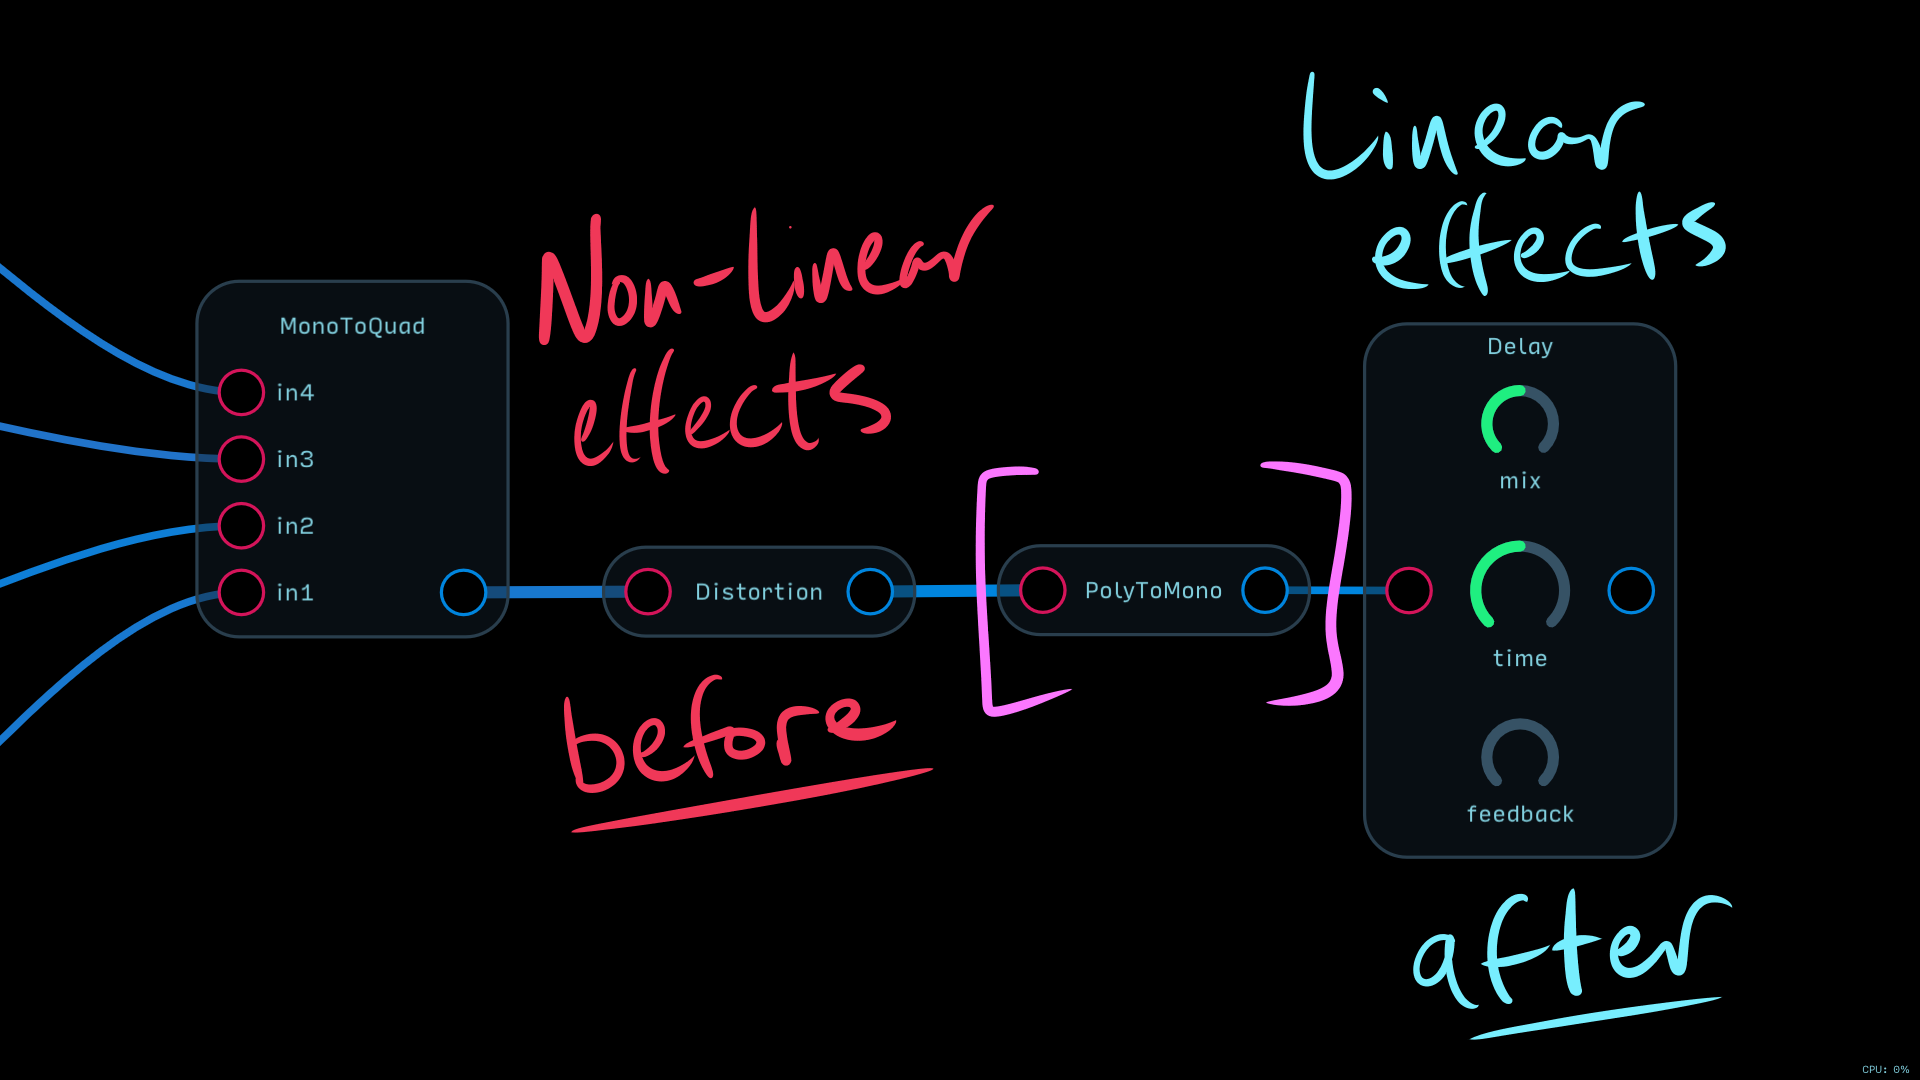 Linear
effects
Non-Linear
effects
MonoToQuad
in4
in3
in2
in1
Distortion
PolyToMono
Delay
mix
time
feedback
before
after
CPU: 0%